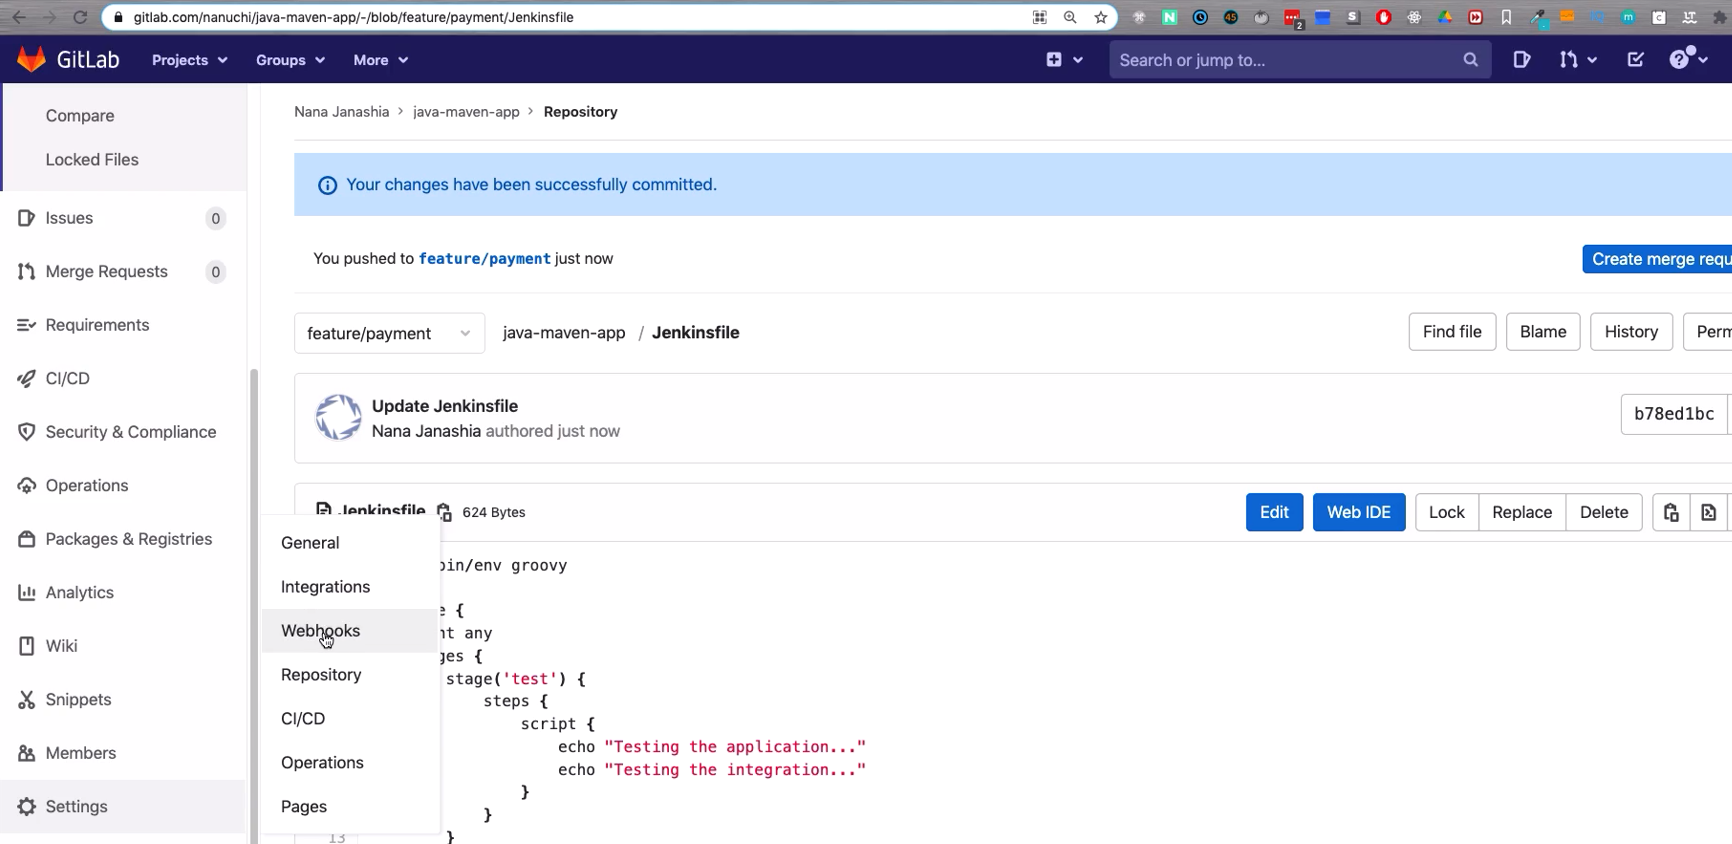 gitlab.com/nanuchi/java-maven-app/-/blob/feature/payment/Jenkinsfile
GitLab Projects Groups More Search or jump to...
Compare
Locked Files
Issues 0
Merge Requests 0
Requirements
CI/CD
Security & Compliance
Operations
Packages & Registries
Analytics
Wiki
Snippets
Members
Settings
Nana Janashia > java-maven-app > Repository
Your changes have been successfully committed.
You pushed to feature/payment just now Create merge requ
feature/payment java-maven-app / Jenkinsfile Find file Blame History Perm
Update Jenkinsfile
Nana Janashia authored just now b78ed1bc
Jenkinsfile 624 Bytes Edit Web IDE Lock Replace Delete
General
Integrations
Webhooks
Repository
CI/CD
Operations
Pages
bin/env groovy
e {
nt any
ges {
stage('test') {
steps {
script {
echo "Testing the application..."
echo "Testing the integration..."
}
}
13 }